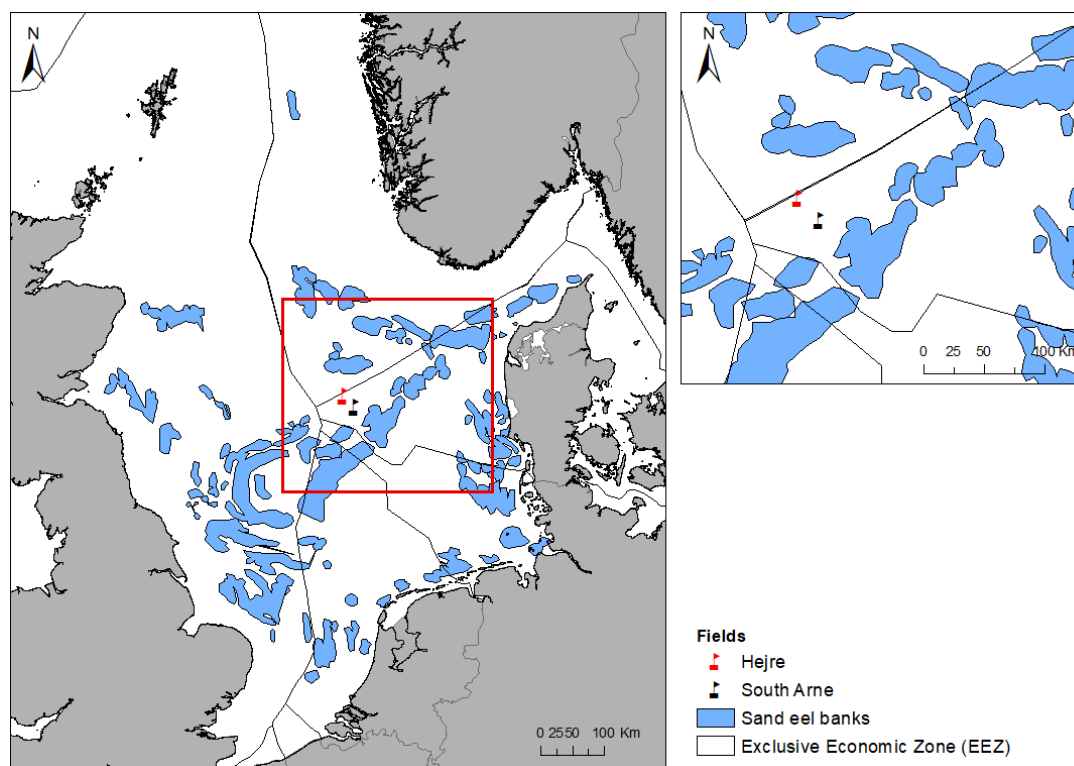 N
0 2550 100 Km
N
0 25 50 100 Km
Fields
Hejre
South Arne
Sand eel banks
Exclusive Economic Zone (EEZ)